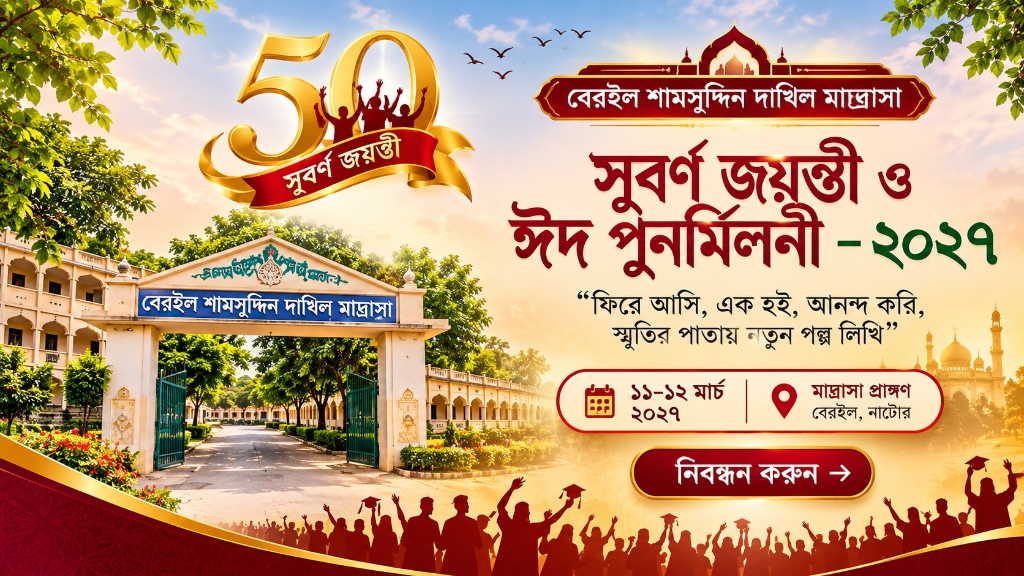 50
সুবর্ণ জয়ন্তী
বেরইল শামসুদ্দিন দাখিল মাদ্রাসা
বেরইল শামসুদ্দিন দাখিল মাদ্রাসা
সুবর্ণ জয়ন্তী ও
ঈদ পুনর্মিলনী - ২০২৭
“ফিরে আসি, এক হই, আনন্দ করি,
স্মৃতির পাতায় নতুন পল্প লিখি”
১১-১২ মার্চ
২০২৭
মাদ্রাসা প্রাঙ্গণ
বেরইল, নাটোর
নিবন্ধন করুন →